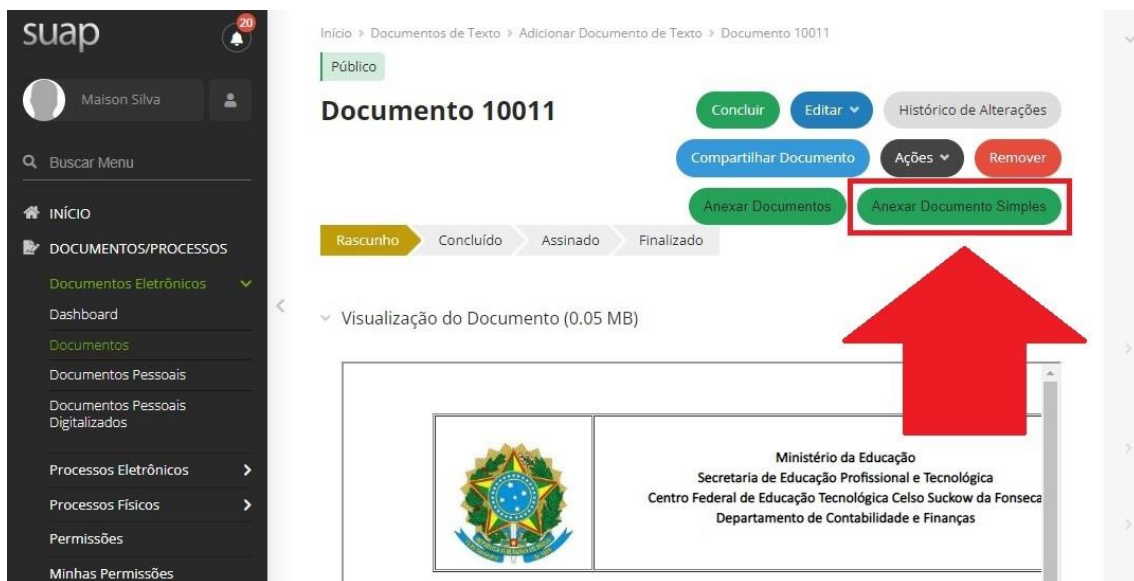 suap
20
Maison Silva
Buscar Menu
INÍCIO
DOCUMENTOS/PROCESSOS
Documentos Eletrônicos
Dashboard
Documentos
Documentos Pessoais
Documentos Pessoais
Digitalizados
Processos Eletrônicos
Processos Físicos
Permissões
Minhas Permissões
Início > Documentos de Texto > Adicionar Documento de Texto > Documento 10011
Público
Documento 10011
Concluir
Editar
Histórico de Alterações
Compartilhar Documento
Ações
Remover
Anexar Documentos
Anexar Documento Simples
Rascunho
Concluído
Assinado
Finalizado
Visualização do Documento (0.05 MB)
Ministério da Educação
Secretaria de Educação Profissional e Tecnológica
Centro Federal de Educação Tecnológica Celso Suckow da Fonseca
Departamento de Contabilidade e Finanças